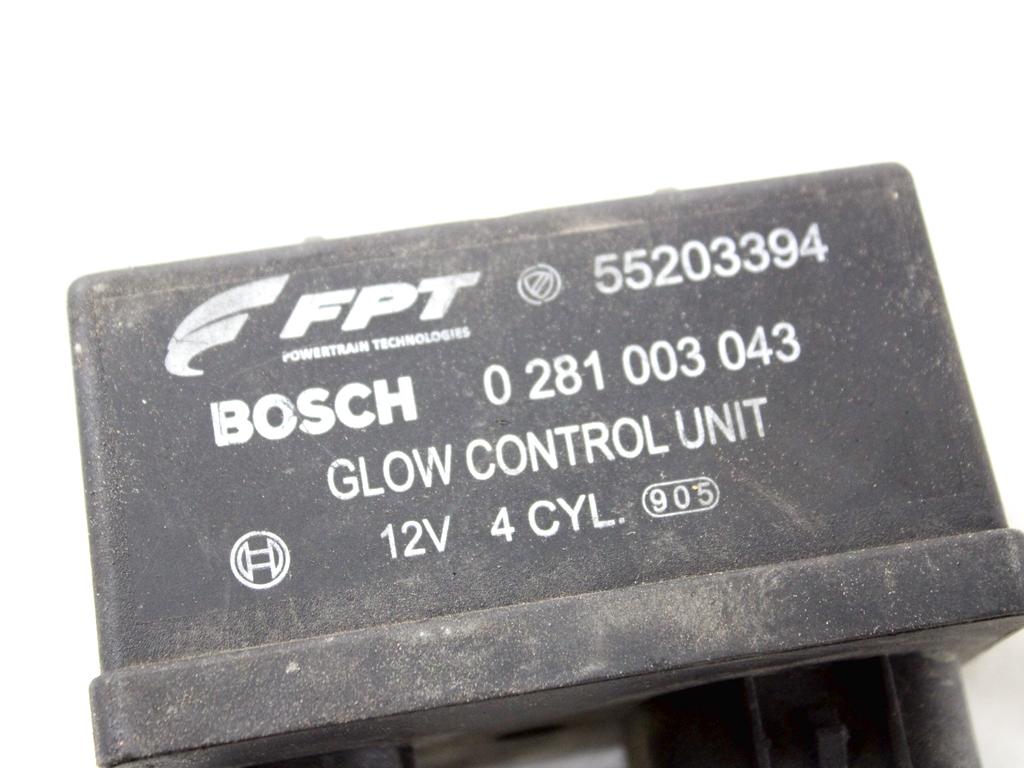 FPT 55203394
POWERTRAIN TECHNOLOGIES
BOSCH 0 281 003 043
GLOW CONTROL UNIT
12V 4 CYL. 905